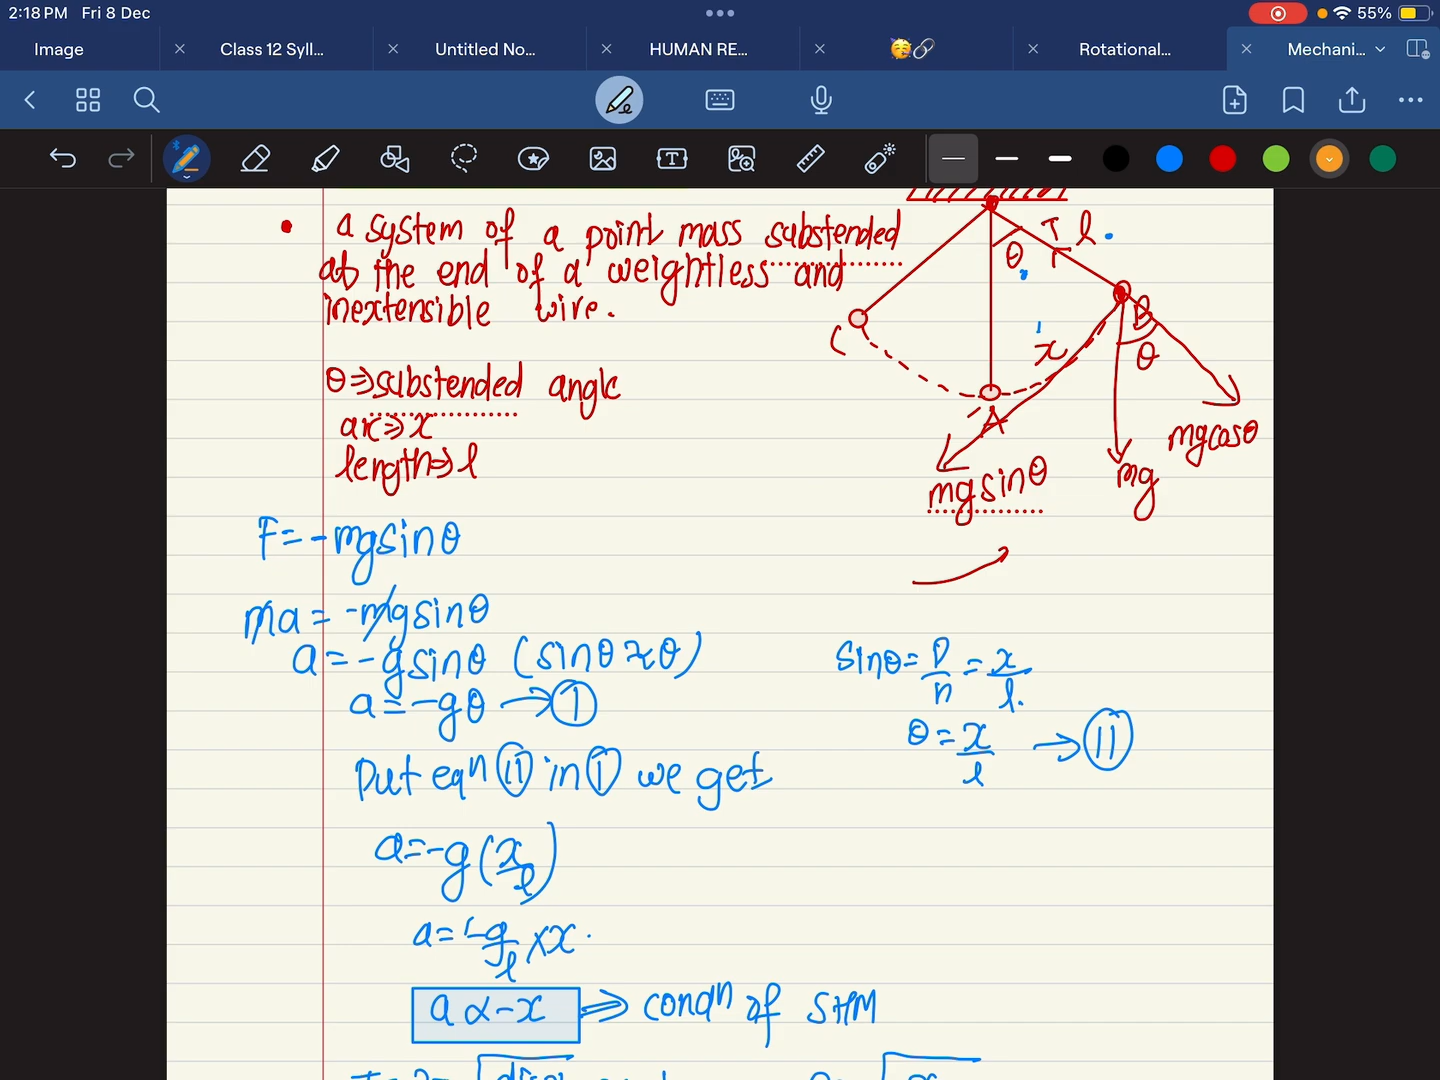 2:18 PM Fri 8 Dec
55%
Image
Class 12 Syll...
Untitled No...
HUMAN RE...
🥳🔗
Rotational...
Mechani...
a system of a point mass substended
at the end of a weightless and
inextensible wire.
θ⇒substended angle
arc⇒x
length⇒l
T
l
θ
B
θ
C
x
A
mgcosθ
mgsinθ
mg
F=-mgsinθ
ma=-mgsinθ
a=-gsinθ (sinθ≈θ)
a=-gθ →①
Sinθ=p/h=x/l.
θ=x/l →(II)
Put eqn (II) in (I) we get
a=-g(x/l)
a=-g/l × x
a ∝ -x ⇒ condn of SHM